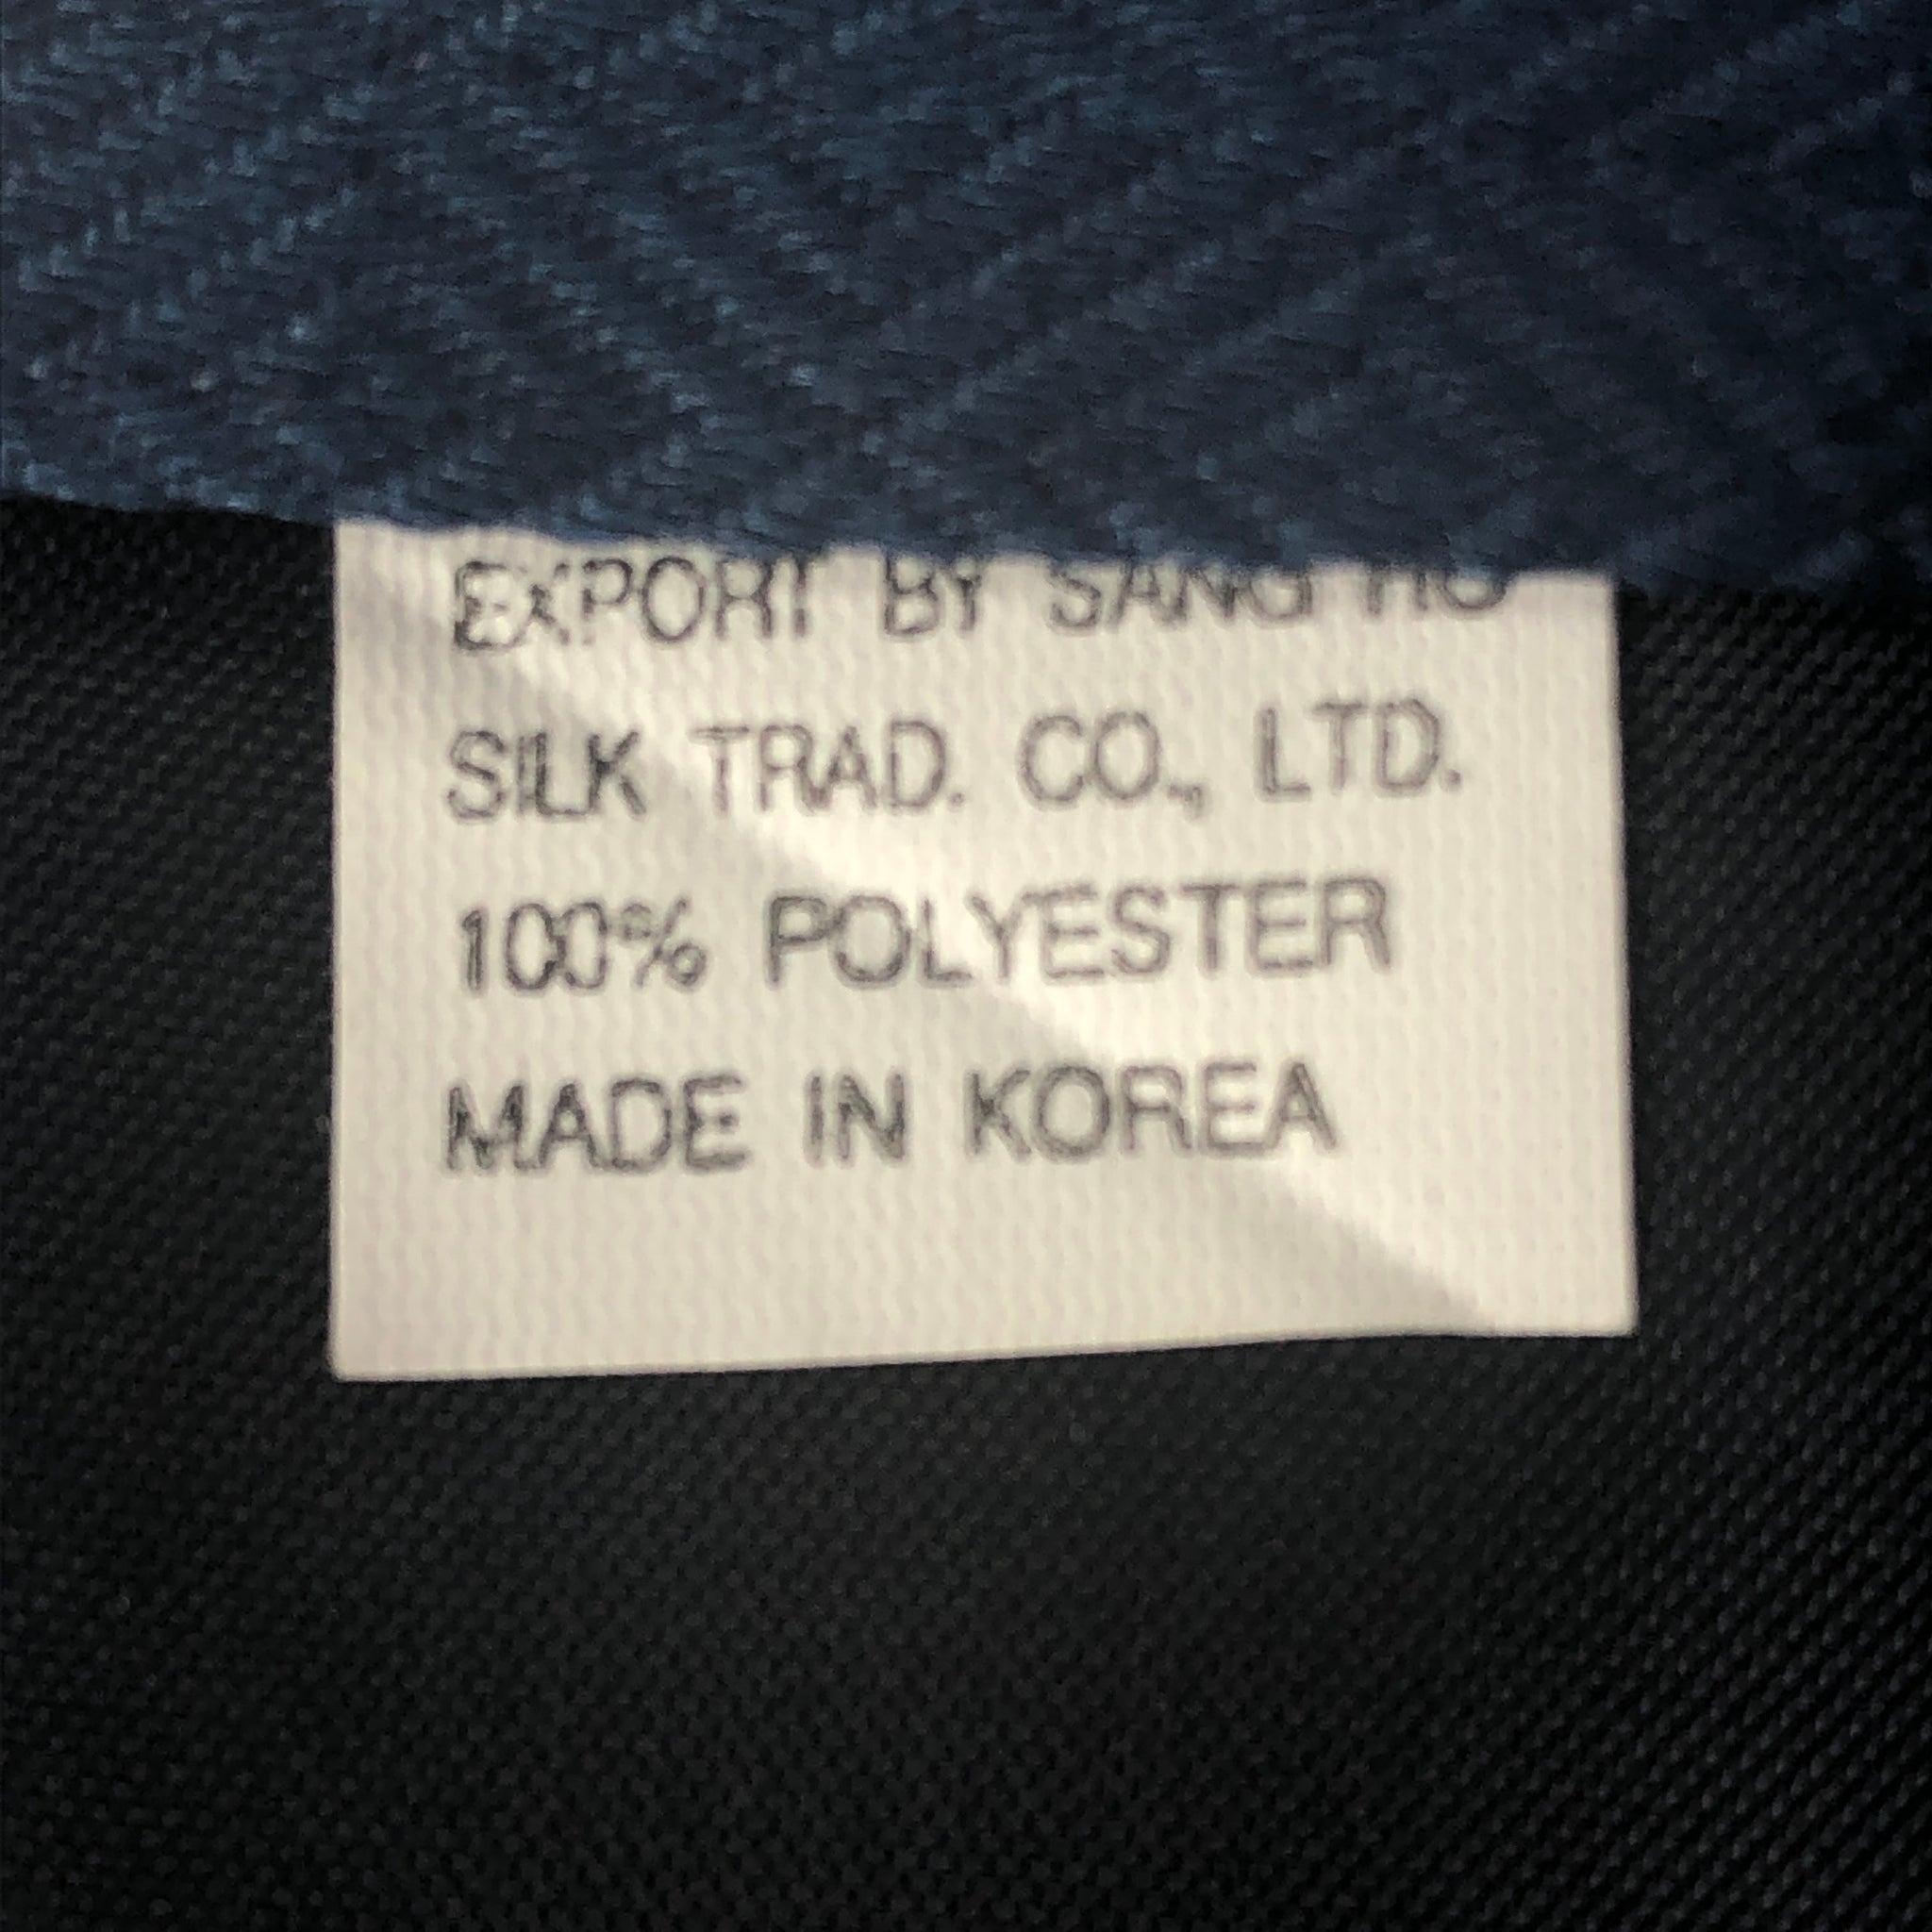 EXPORT BY SANG HO
SILK TRAD. CO., LTD.
100% POLYESTER
MADE IN KOREA